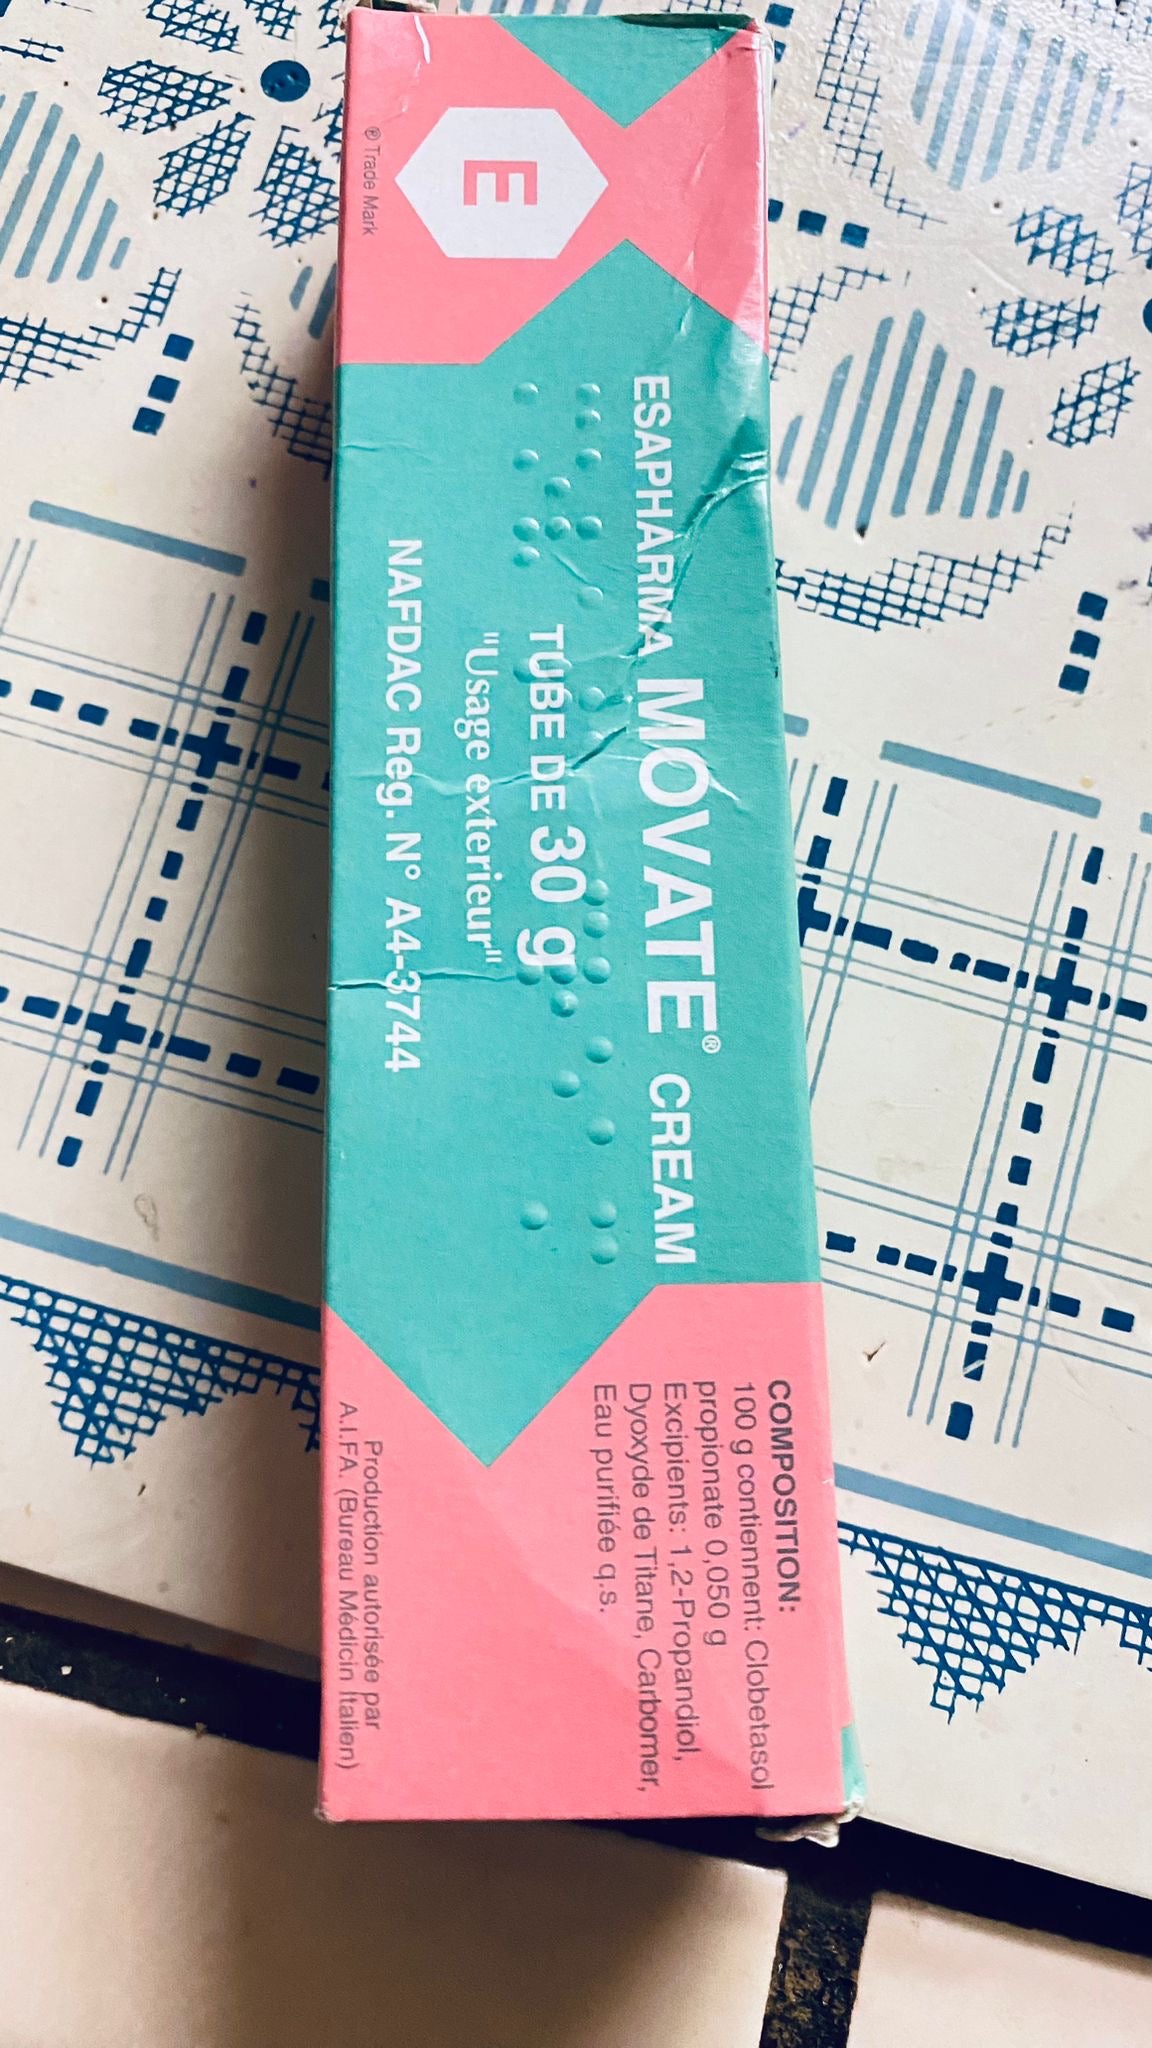 E
® Trade Mark
ESAPHARMA MOVATE® CREAM
TUBE DE 30 g
"Usage exterieur"
NAFDAC Reg. N° A4-3744
COMPOSITION:
100 g contiennent: Clobetasol
propionate 0,050 g
Excipients: 1,2-Propandiol,
Dyoxyde de Titane, Carbomer,
Eau purifiée q.s.
Production autorisée par
A.I.FA. (Bureau Médicin Italien)